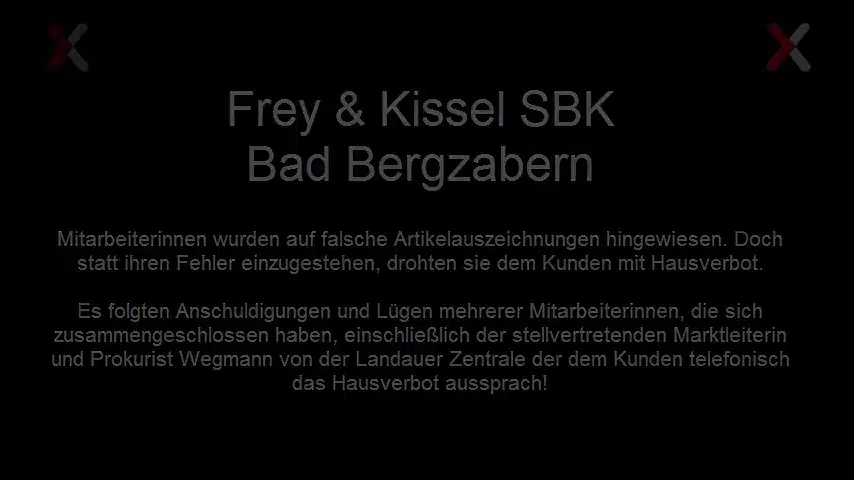 Frey & Kissel SBK
Bad Bergzabern
Mitarbeiterinnen wurden auf falsche Artikelauszeichnungen hingewiesen. Doch
statt ihren Fehler einzugestehen, drohten sie dem Kunden mit Hausverbot.
Es folgten Anschuldigungen und Lügen mehrerer Mitarbeiterinnen, die sich
zusammengeschlossen haben, einschließlich der stellvertretenden Marktleiterin
und Prokurist Wegmann von der Landauer Zentrale der dem Kunden telefonisch
das Hausverbot aussprach!